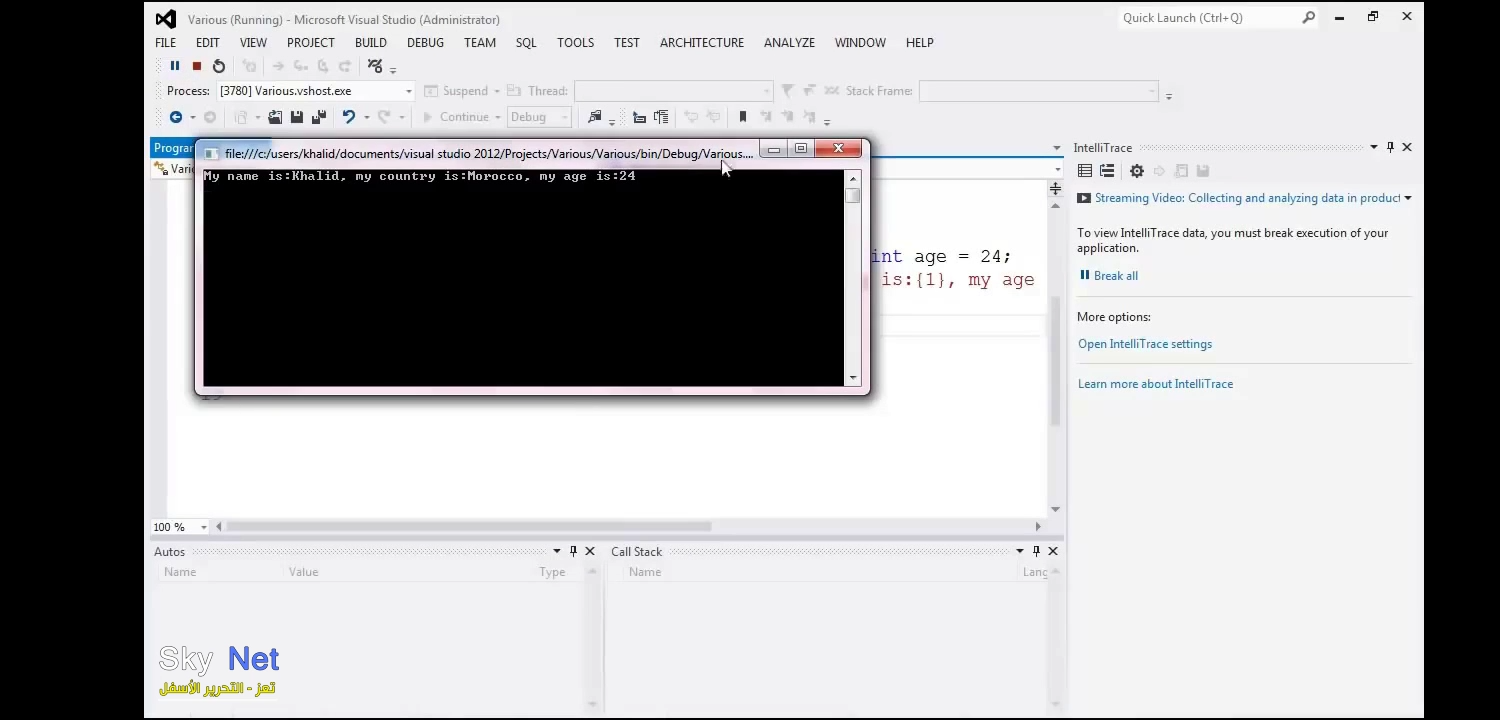 Various (Running) - Microsoft Visual Studio (Administrator)
Quick Launch (Ctrl+Q)
FILE EDIT VIEW PROJECT BUILD DEBUG TEAM SQL TOOLS TEST ARCHITECTURE ANALYZE WINDOW HELP
Process: [3780] Various.vshost.exe Suspend Thread: Stack Frame:
Continue Debug
file:///c:/users/khalid/documents/visual studio 2012/Projects/Various/Various/bin/Debug/Various....
My name is:Khalid, my country is:Morocco, my age is:24
int age = 24;
is:{1}, my age
100 %
IntelliTrace
Streaming Video: Collecting and analyzing data in product
To view IntelliTrace data, you must break execution of your
application.
Break all
More options:
Open IntelliTrace settings
Learn more about IntelliTrace
Autos
Name Value Type
Call Stack
Name Lang
Sky Net
تعز - التحرير الأسفل